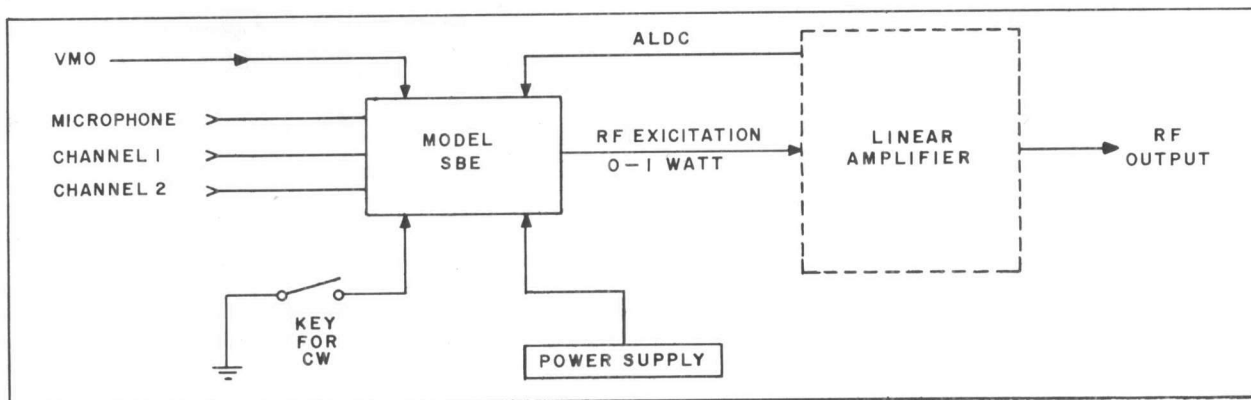 VMO
ALDC
MICROPHONE
CHANNEL 1
CHANNEL 2
MODEL
SBE
RF EXICITATION
0-1 WATT
LINEAR
AMPLIFIER
RF
OUTPUT
KEY
FOR
CW
POWER SUPPLY